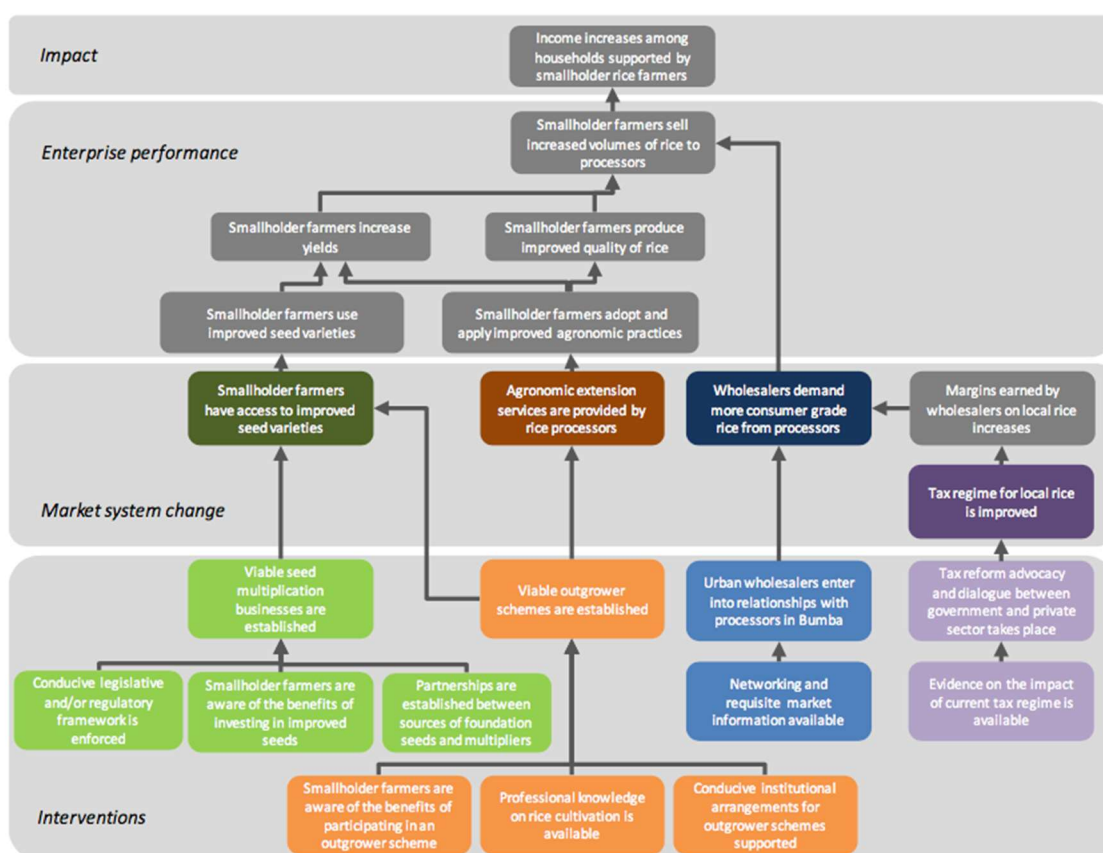 Impact
Income increases among
households supported by
smallholder rice farmers
Enterprise performance
Smallholder farmers sell
increased volumes of rice to
processors
Smallholder farmers increase
yields
Smallholder farmers produce
improved quality of rice
Smallholder farmers use
improved seed varieties
Smallholder farmers adopt and
apply improved agronomic practices
Market system change
Smallholder farmers
have access to improved
seed varieties
Agronomic extension
services are provided by
rice processors
Wholesalers demand
more consumer grade
rice from processors
Margins earned by
wholesalers on local rice
increases
Tax regime for local rice
is improved
Interventions
Viable seed
multiplication
businesses are
established
Viable outgrower
schemes are established
Urban wholesalers enter
into relationships with
processors in Bumba
Tax reform advocacy
and dialogue between
government and private
sector takes place
Conducive legislative
and/or regulatory
framework is
enforced
Smallholder farmers are
aware of the benefits of
investing in improved
seeds
Partnerships are
established between
sources of foundation
seeds and multipliers
Networking and
requisite market
information available
Evidence on the impact
of current tax regime is
available
Smallholder farmers are
aware of the benefits of
participating in an
outgrower scheme
Professional knowledge
on rice cultivation is
available
Conducive institutional
arrangements for
outgrower schemes
supported